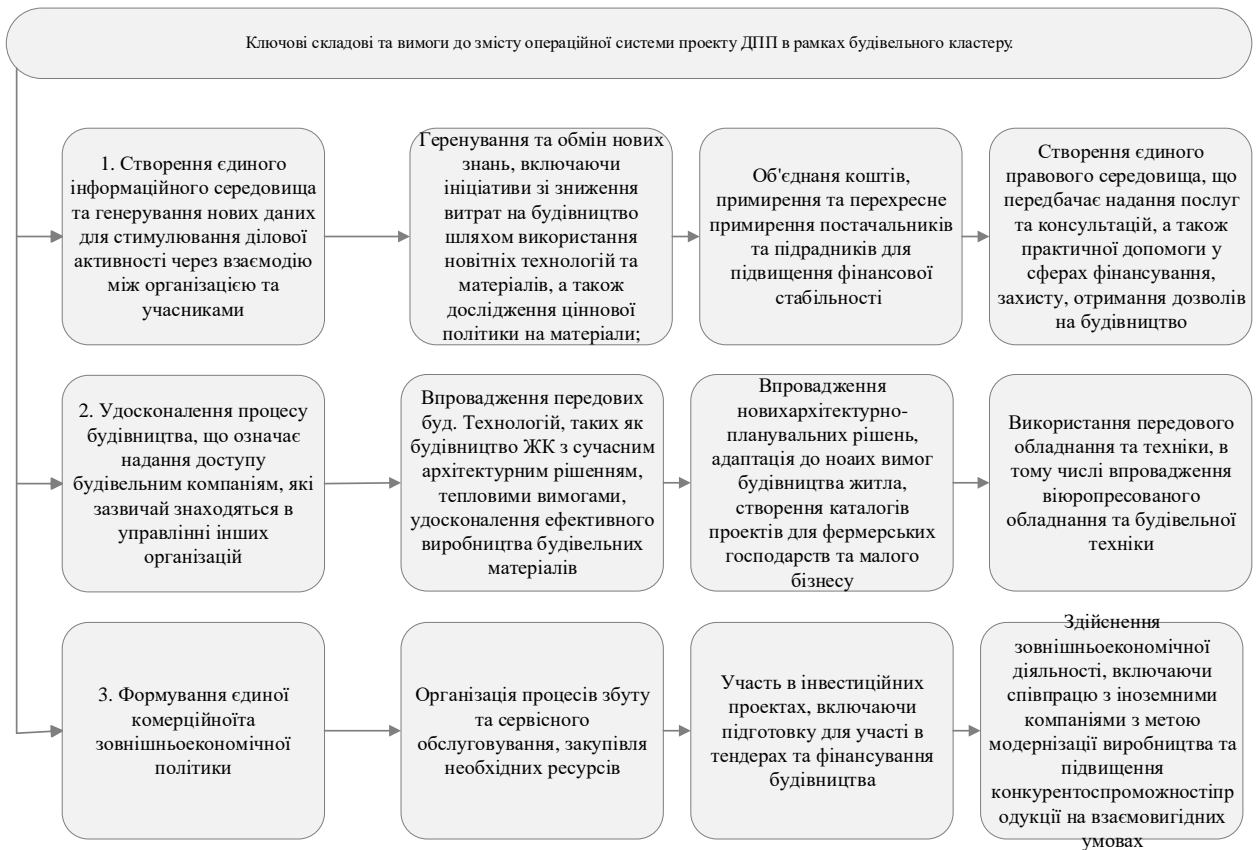 Ключові складові та вимоги до змісту операційної системи проекту ДПП в рамках будівельного кластеру.
1. Створення єдиного
інформаційного середовища
та генерування нових даних
для стимулювання ділової
активності через взаємодію
між організацією та
учасниками
Геренування та обмін нових
знань, включаючи
ініціативи зі зниження
витрат на будівництво
шляхом використання
новітніх технологій та
матеріалів, а також
дослідження цінної
політики на матеріали;
Об'єднаня коштів,
примирення та перехресне
примирення постачальників
та підрадників для
підвищення фінансової
стабільності
Створення єдиного
правового середовища, що
передбачає надання послуг
та консультацій, а також
практичної допомоги у
сферах фінансування,
захисту, отримання дозволів
на будівництво
2. Удосконалення процесу
будівництва, що означає
надання доступу
будівельним компаніям, які
зазвичай знаходяться в
управлінні інших
організацій
Впровадження передових
буд. Технологій, таких як
будівництво ЖК з сучасним
архітектурним рішенням,
тепловими вимогами,
удосконалення ефективного
виробництва будівельних
матеріалів
Впровадження
новихархітектурно-
планувальних рішень,
адаптація до ноаих вимог
будівництва житла,
створення каталогів
проектів для фермерських
господарств та малого
бізнесу
Використання передового
обладнання та техніки, в
тому числі впровадження
віюропресованого
обладнання та будівельної
техніки
3. Формування єдиної
комерційноїта
зовнішньоекономічної
політики
Організація процесів збуту
та сервісного
обслуговування, закупівля
необхідних ресурсів
Участь в інвестиційних
проектах, включаючи
підготовку для участі в
тендерах та фінансування
будівництва
Здійснення
зовнішньоекономічної
діяльності, включаючи
співпрацю з іноземними
компаніями з метою
модернізації виробництва та
підвищення
конкурентоспроможностіпр
одукції на взаємовигідних
умовах